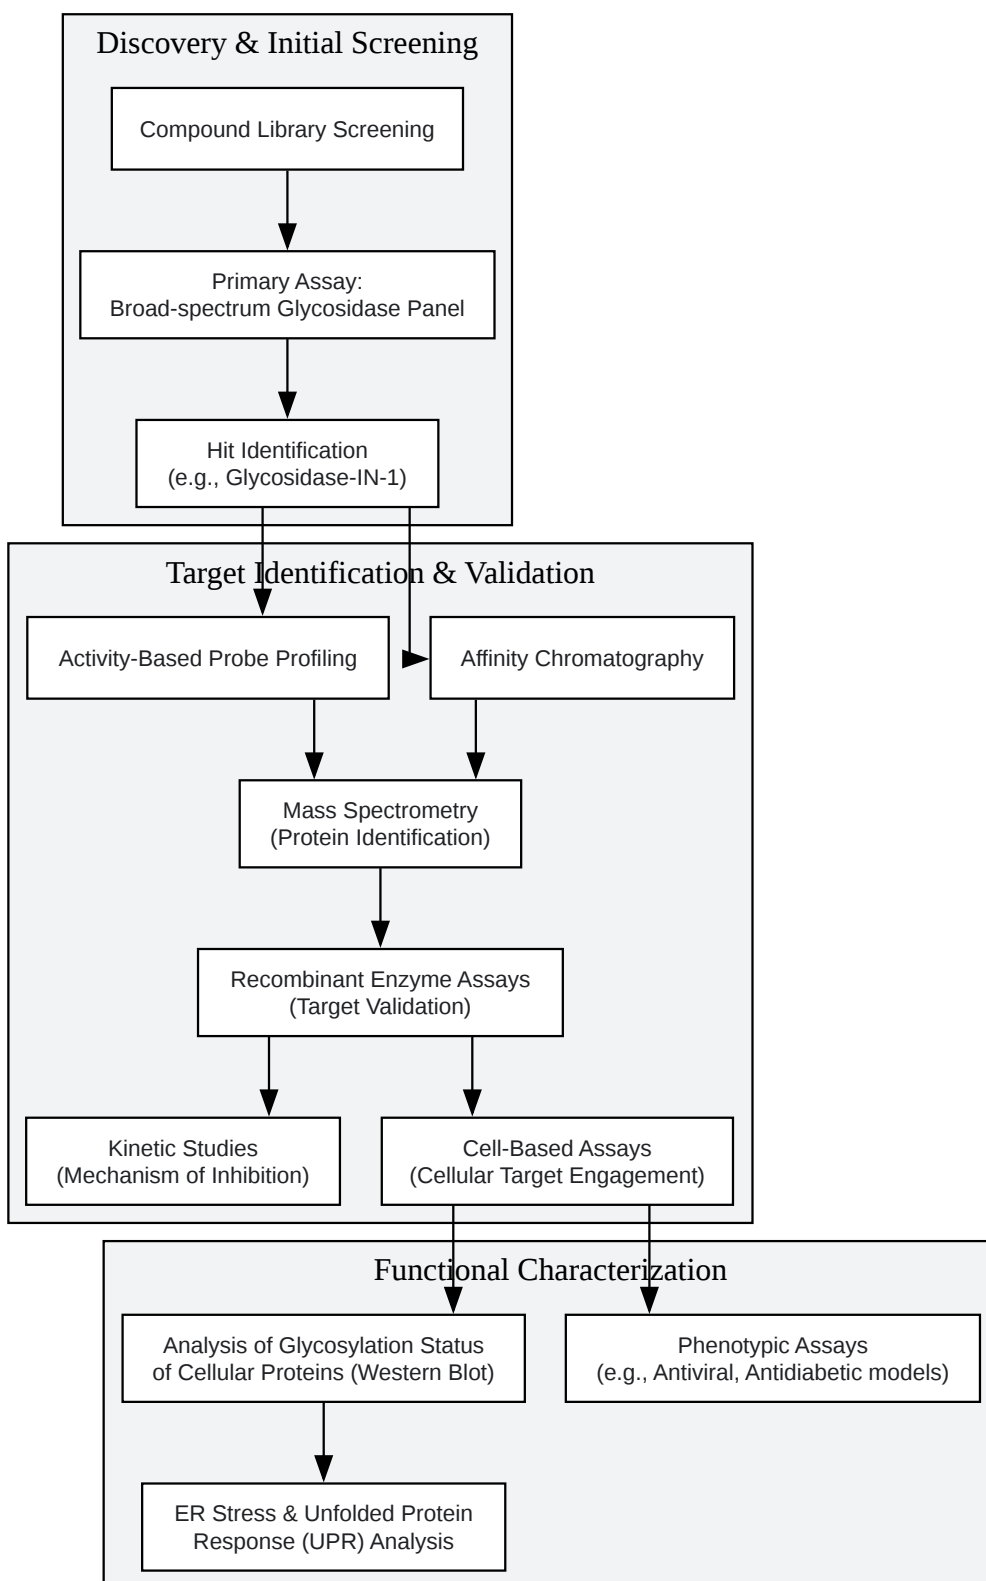 Discovery & Initial Screening
Compound Library Screening
Primary Assay:
Broad-spectrum Glycosidase Panel
Hit Identification
(e.g., Glycosidase-IN-1)
Target Identification & Validation
Activity-Based Probe Profiling
Affinity Chromatography
Mass Spectrometry
(Protein Identification)
Recombinant Enzyme Assays
(Target Validation)
Kinetic Studies
(Mechanism of Inhibition)
Cell-Based Assays
(Cellular Target Engagement)
Functional Characterization
Analysis of Glycosylation Status
of Cellular Proteins (Western Blot)
Phenotypic Assays
(e.g., Antiviral, Antidiabetic models)
ER Stress & Unfolded Protein
Response (UPR) Analysis